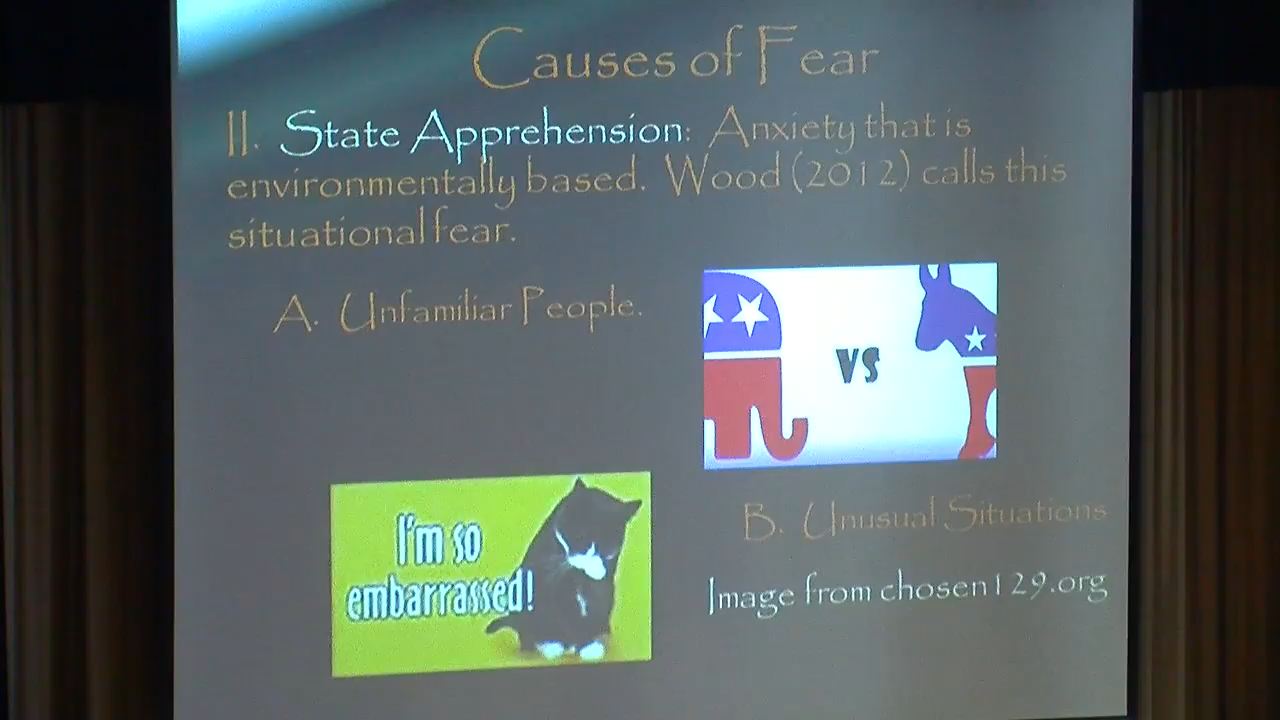 Causes of Fear
II. State Apprehension: Anxiety that is
environmentally based. Wood (2012) calls this
situational fear.
A. Unfamiliar People.
VS
I'm so
embarrassed!
B. Unusual Situations
Image from chosen129.org